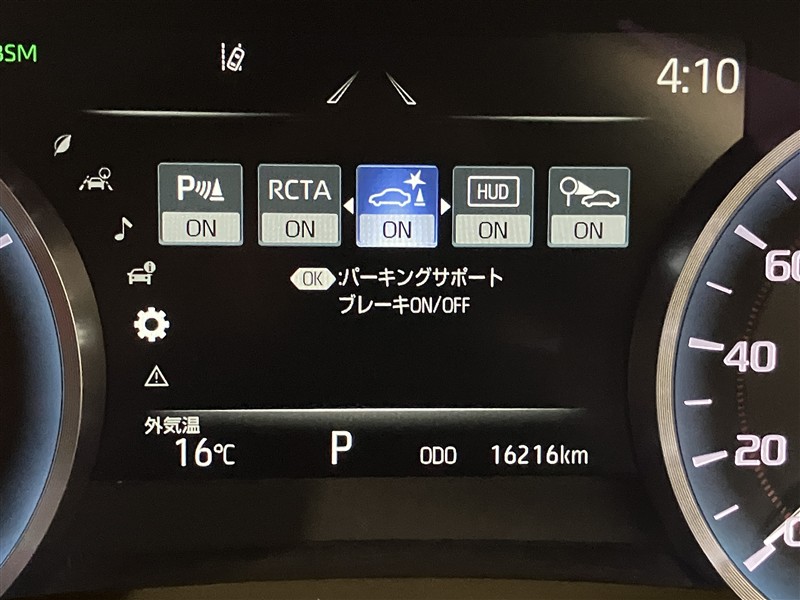 BSM
4:10
P RCTA HUD
ON ON ON ON ON
OK:パーキングサポート
ブレーキON/OFF
外気温
16℃ P ODO 16216km
60
40
20
0